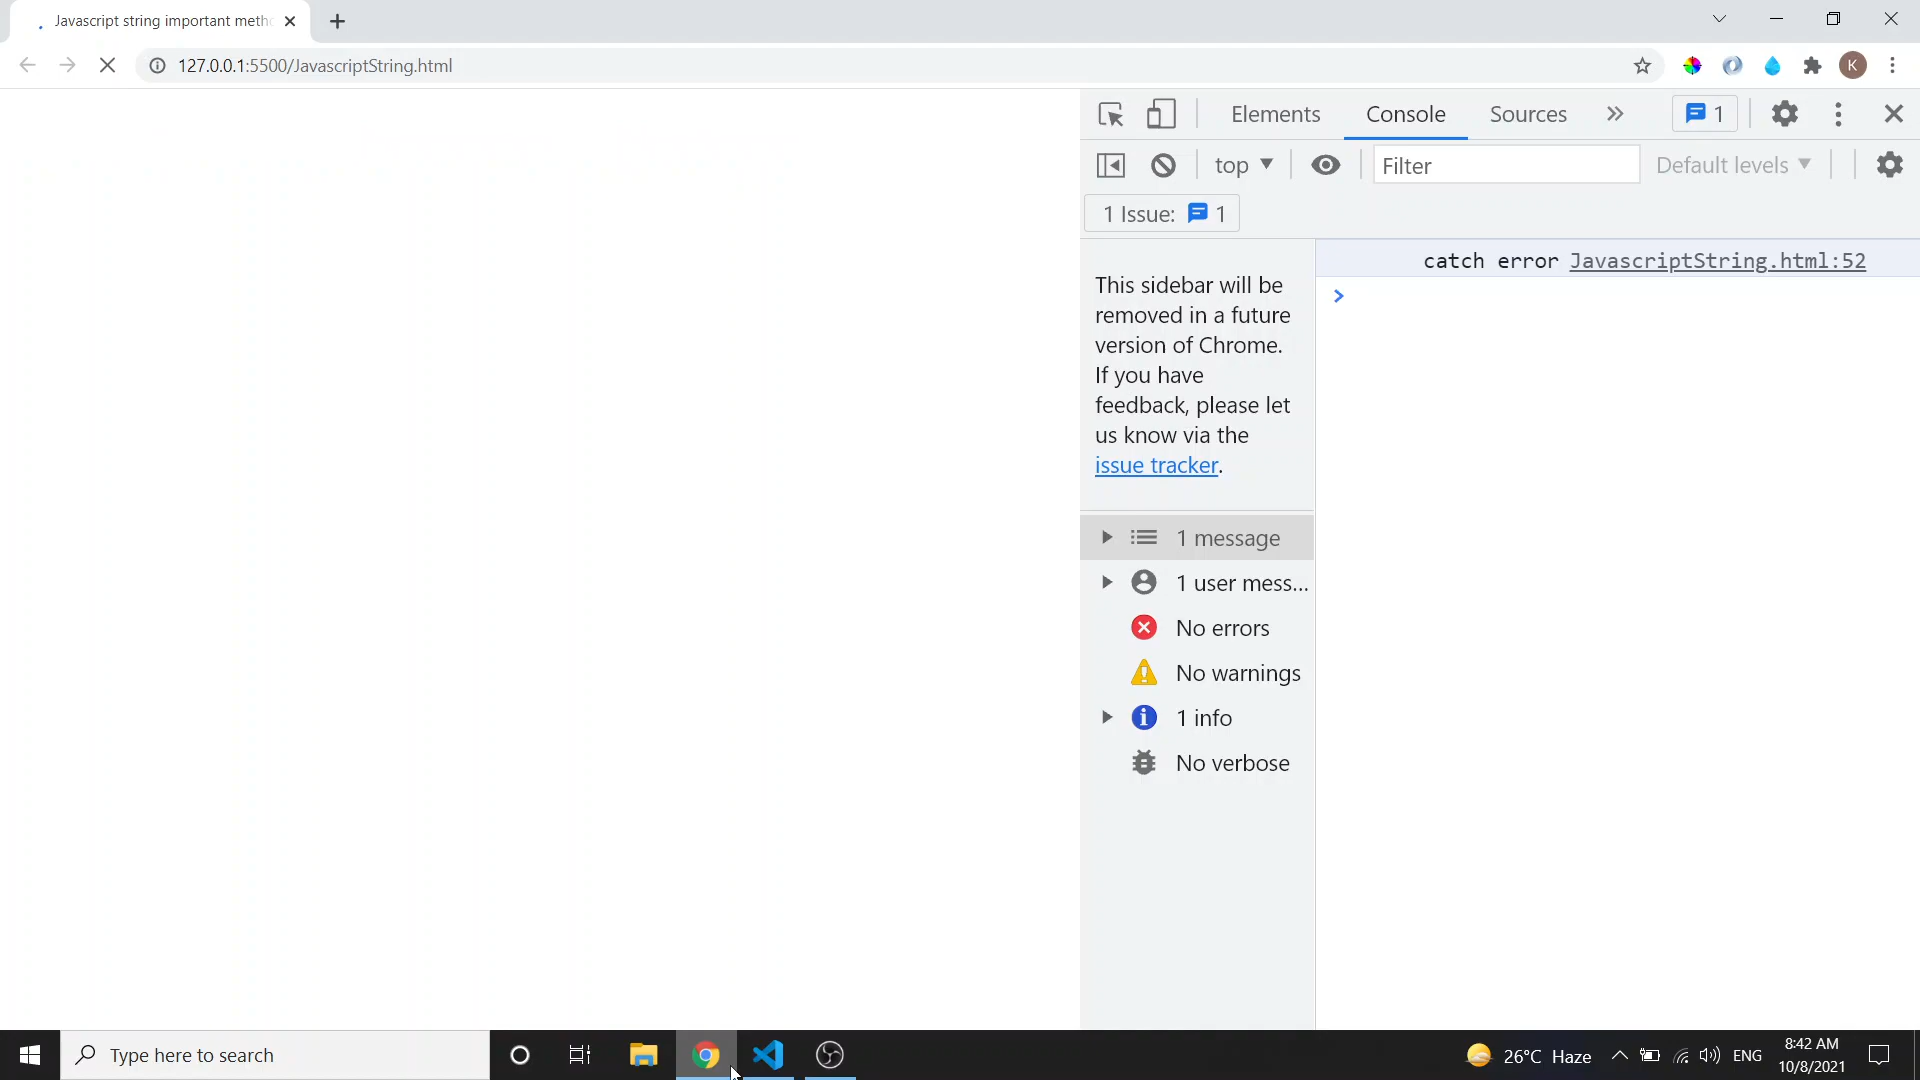 Javascript string important meth
127.0.0.1:5500/JavascriptString.html
K
Elements
Console
Sources
1
top
Filter
Default levels
1 Issue:
1
catch error JavascriptString.html:52
This sidebar will be
removed in a future
version of Chrome.
If you have
feedback, please let
us know via the
issue tracker.
1 message
1 user mess...
No errors
No warnings
1 info
No verbose
Type here to search
26°C Haze
ENG
8:42 AM
10/8/2021